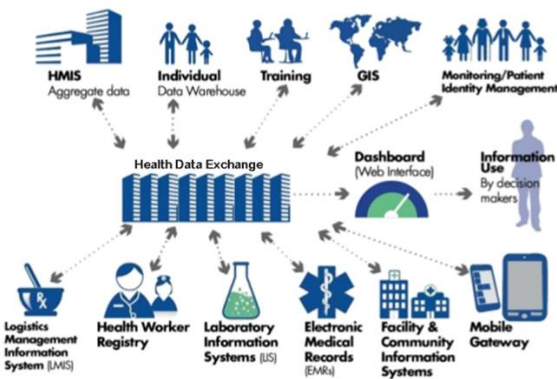 HMIS
Aggregate data
Individual
Data Warehouse
Training
GIS
Monitoring/Patient
Identity Management
Health Data Exchange
Dashboard
(Web Interface)
Information
Use
By decision
makers
Rx
Logistics
Management
Information
System (LMIS)
Health Worker
Registry
Laboratory
Information
Systems (LIS)
Electronic
Medical
Records
(EMRs)
Facility &
Community
Information
Systems
Mobile
Gateway